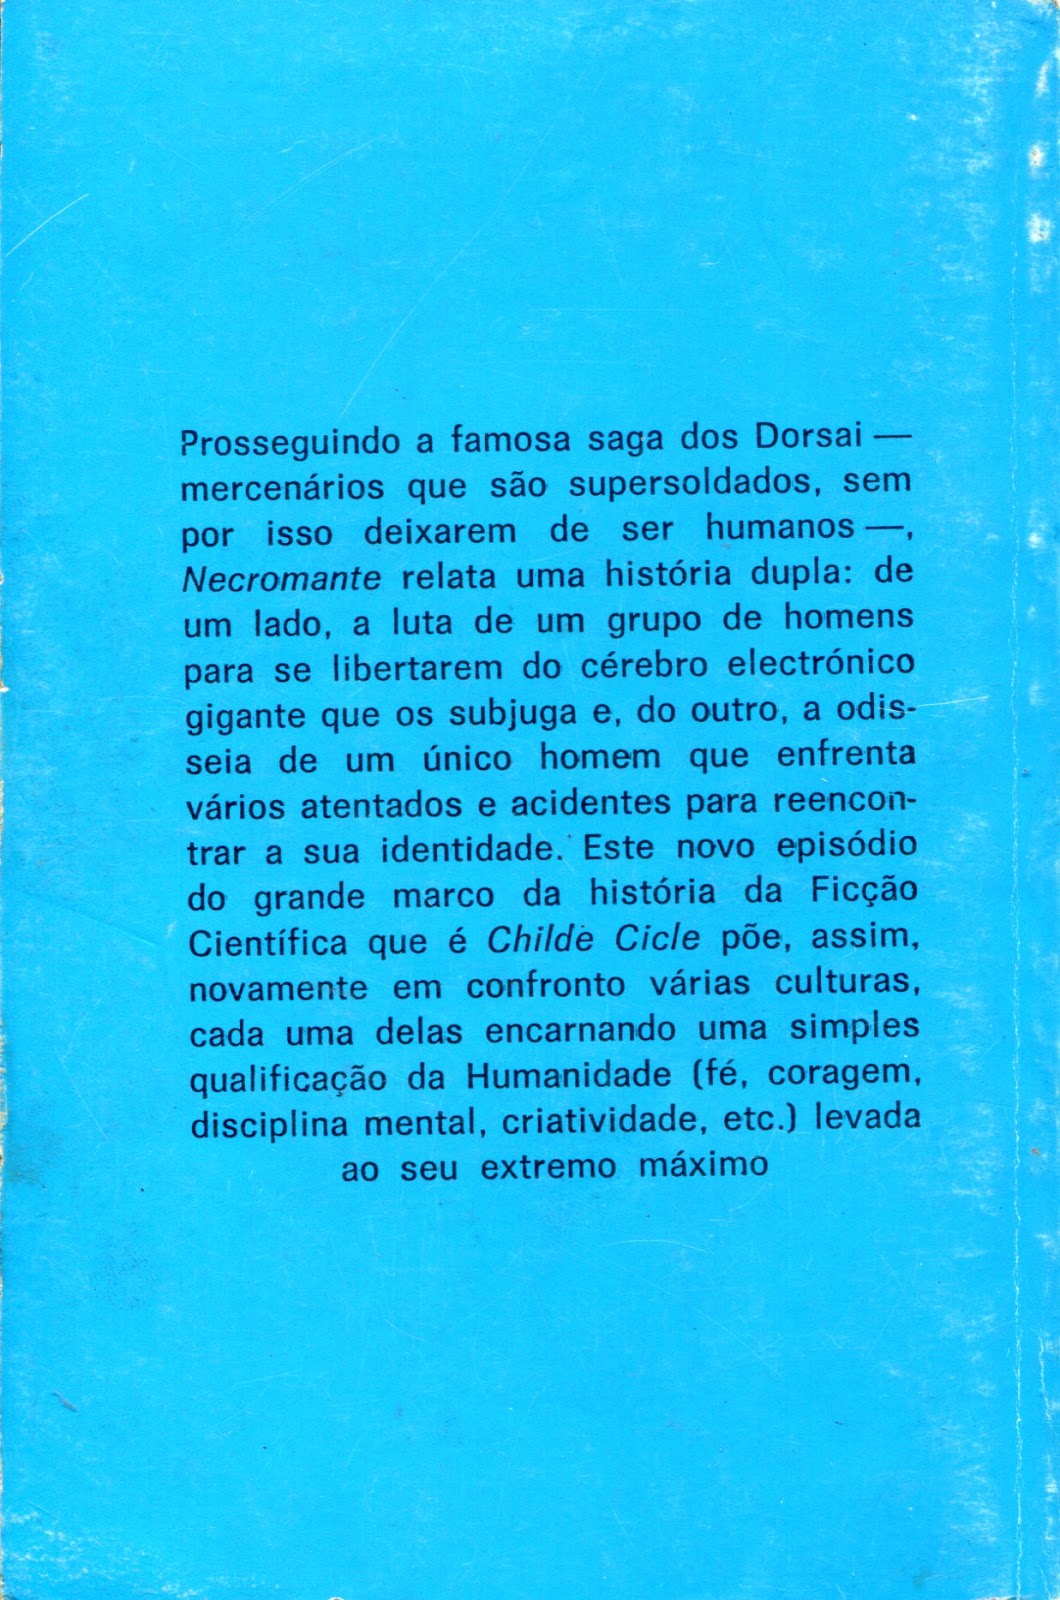 Prosseguindo a famosa saga dos Dorsai —
mercenários que são supersoldados, sem
por isso deixarem de ser humanos —,
Necromante relata uma história dupla: de
um lado, a luta de um grupo de homens
para se libertarem do cérebro electrónico
gigante que os subjuga e, do outro, a odis-
seia de um único homem que enfrenta
vários atentados e acidentes para reencon-
trar a sua identidade. Este novo episódio
do grande marco da história da Ficção
Científica que é Childe Cicle põe, assim,
novamente em confronto várias culturas,
cada uma delas encarnando uma simples
qualificação da Humanidade (fé, coragem,
disciplina mental, criatividade, etc.) levada
ao seu extremo máximo